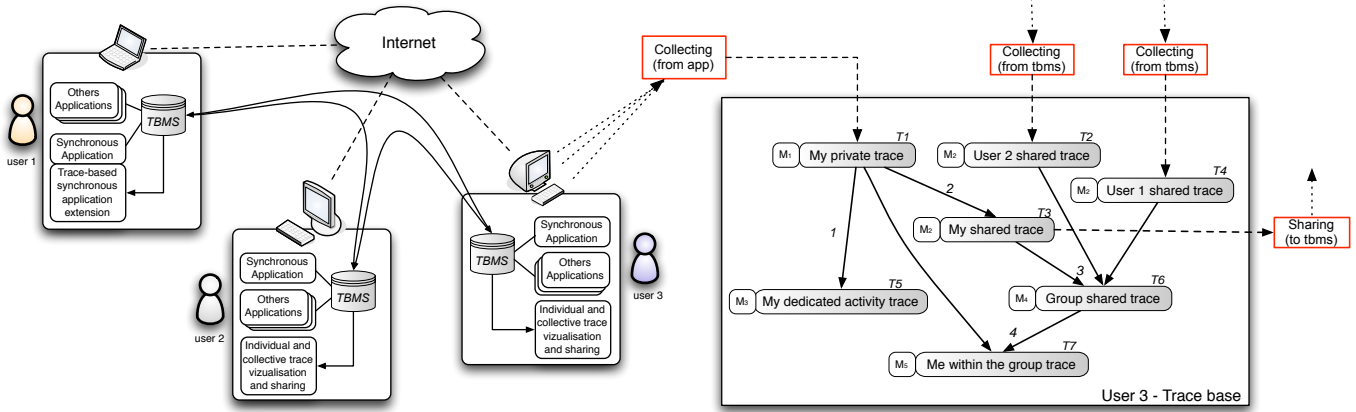 Internet
Others
Applications
TBMS
Synchronous
Application
Trace-based
synchronous
application
extension
user 1
Synchronous
Application
Others
Applications
TBMS
Individual and
collective trace
vizualisation
and sharing
user 2
Synchronous
Application
TBMS
Others
Applications
Individual and
collective trace
vizualisation
and sharing
user 3
Collecting
(from app)
Collecting
(from tbms)
Collecting
(from tbms)
T1
M1 My private trace
T2
M2 User 2 shared trace
T4
M2 User 1 shared trace
2
T3
M2 My shared trace
Sharing
(to tbms)
1
3
T5
M3 My dedicated activity trace
T6
M4 Group shared trace
4
T7
M5 Me within the group trace
User 3 - Trace base